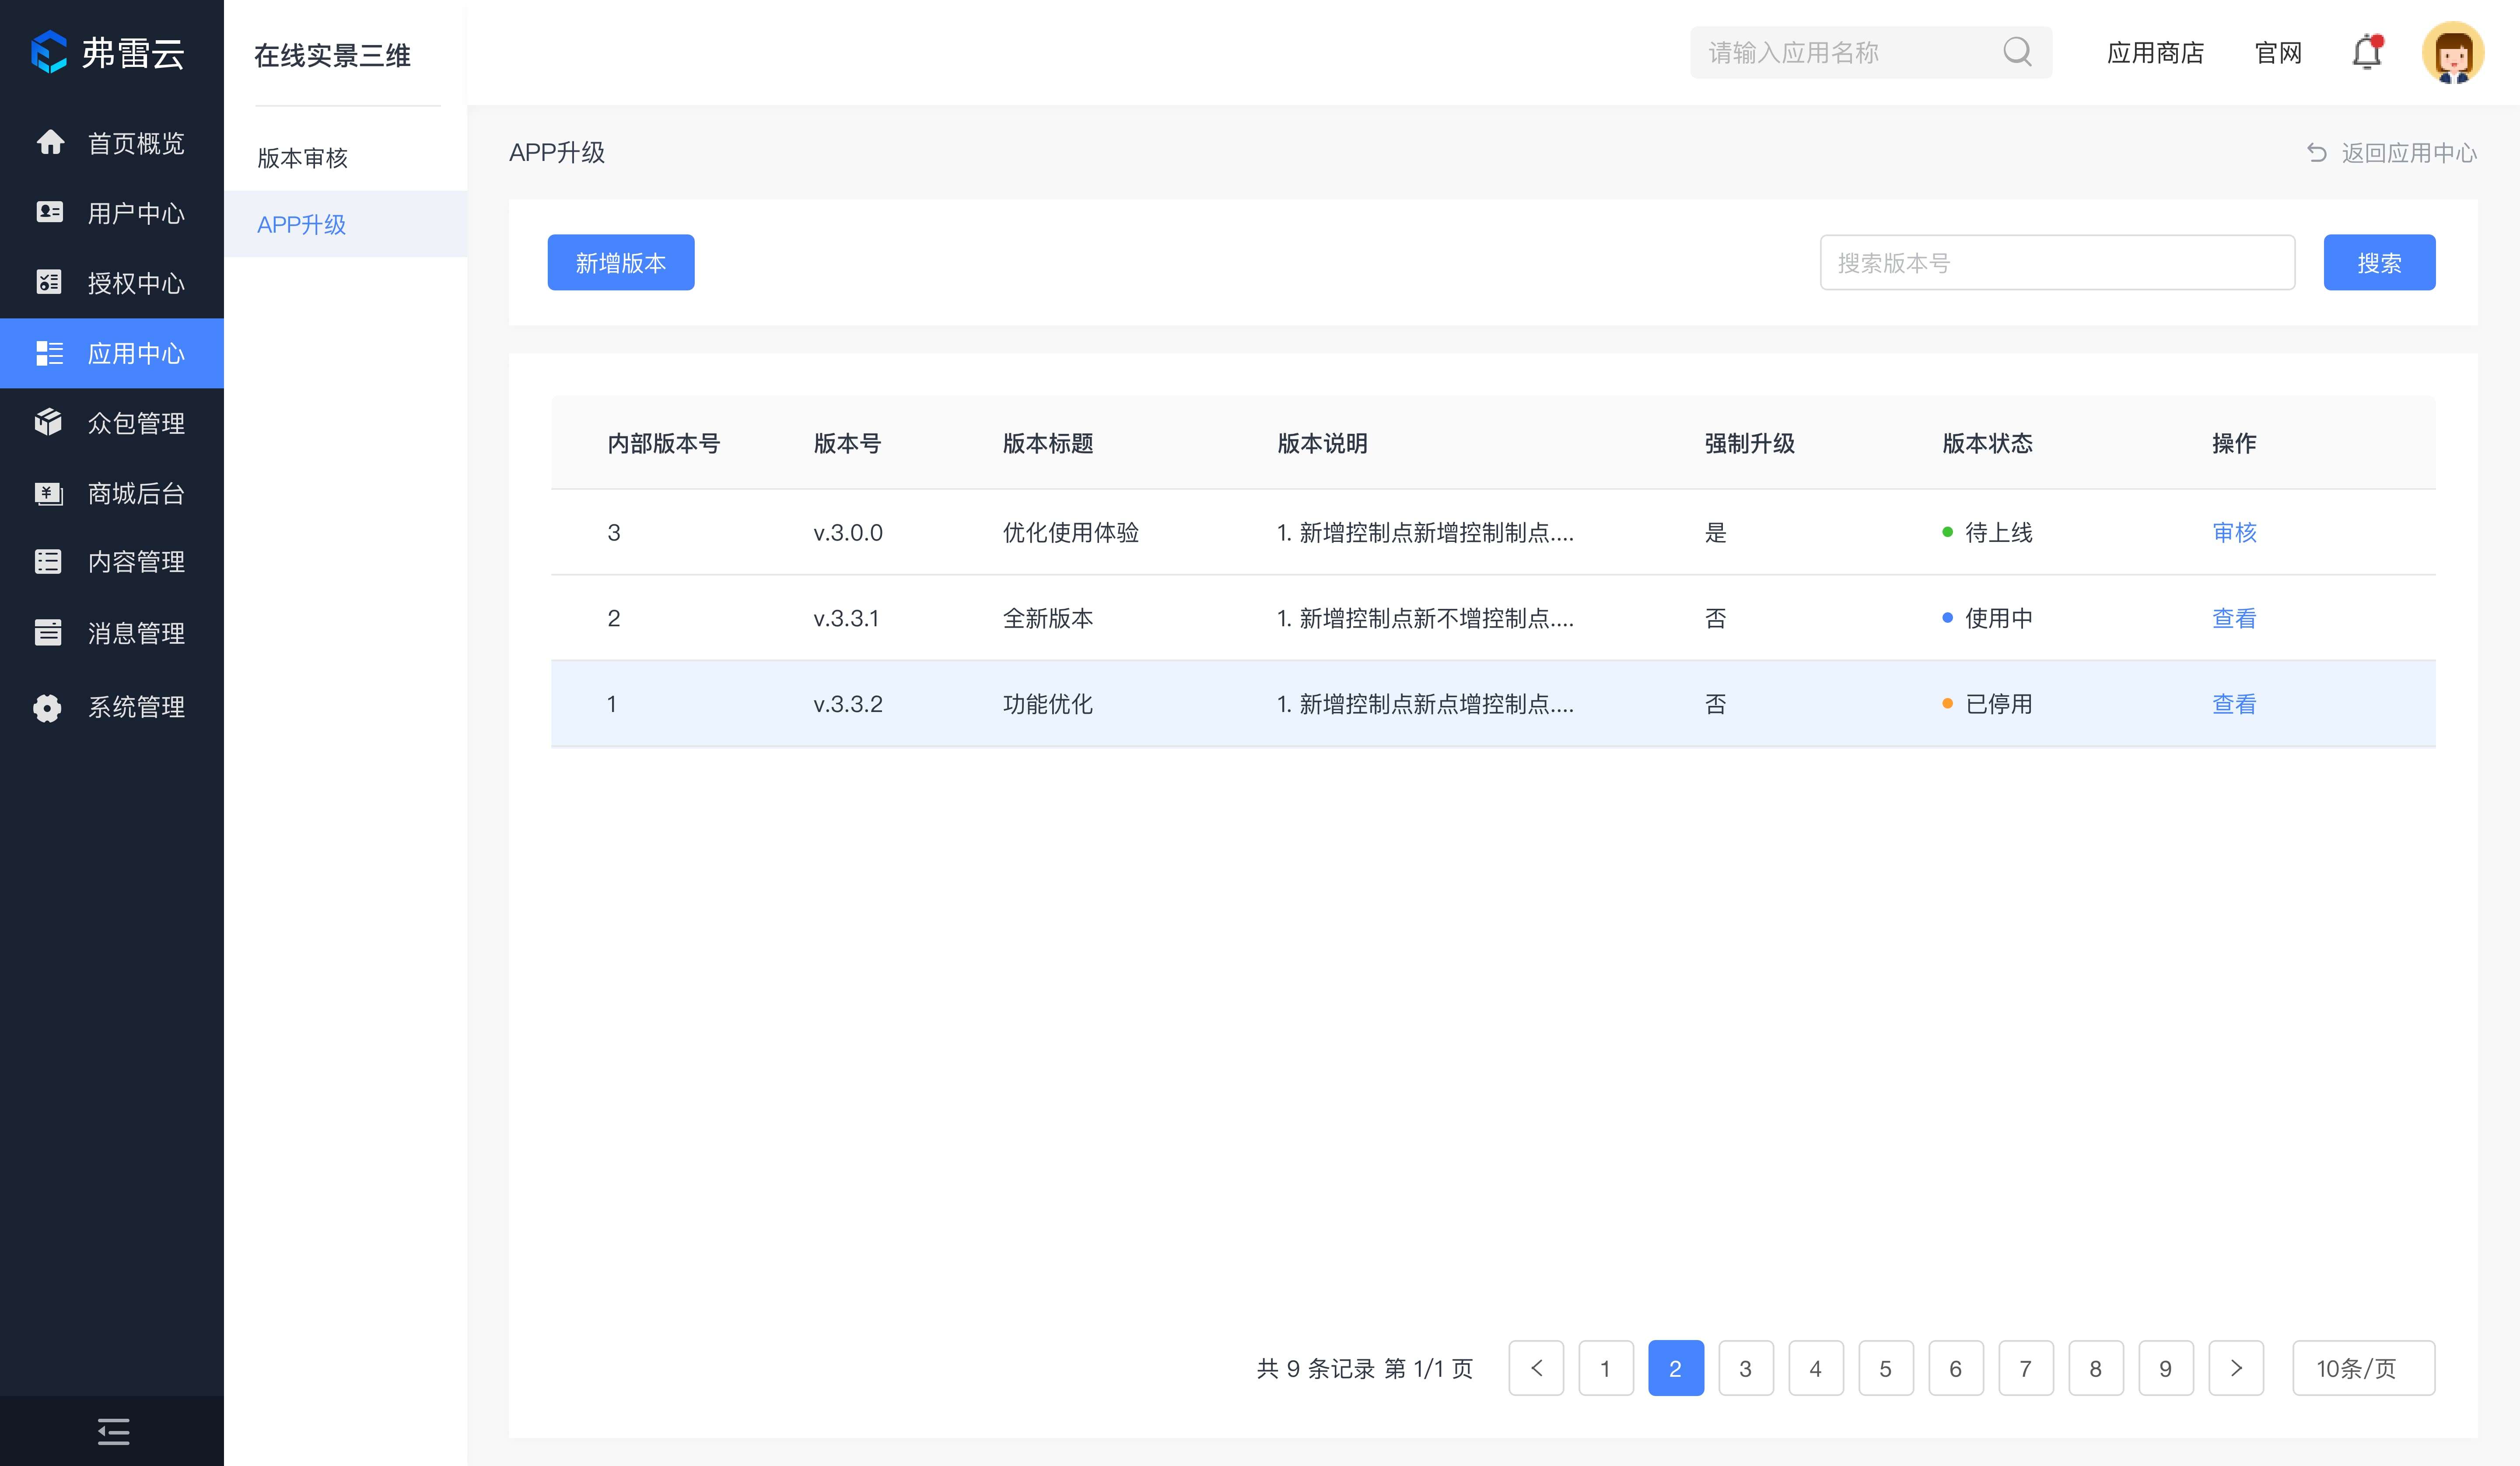 弗雷云
首页概览
用户中心
授权中心
应用中心
众包管理
商城后台
内容管理
消息管理
系统管理
在线实景三维
版本审核
APP升级
请输入应用名称
应用商店
官网
APP升级
返回应用中心
新增版本
搜索版本号
搜索
内部版本号 版本号 版本标题 版本说明 强制升级 版本状态 操作
3 v.3.0.0 优化使用体验 1. 新增控制点新增控制制点.... 是 待上线 审核
2 v.3.3.1 全新版本 1. 新增控制点新不增控制点.... 否 使用中 查看
1 v.3.3.2 功能优化 1. 新增控制点新点增控制点.... 否 已停用 查看
共 9 条记录 第 1/1 页 < 1 2 3 4 5 6 7 8 9 > 10条/页